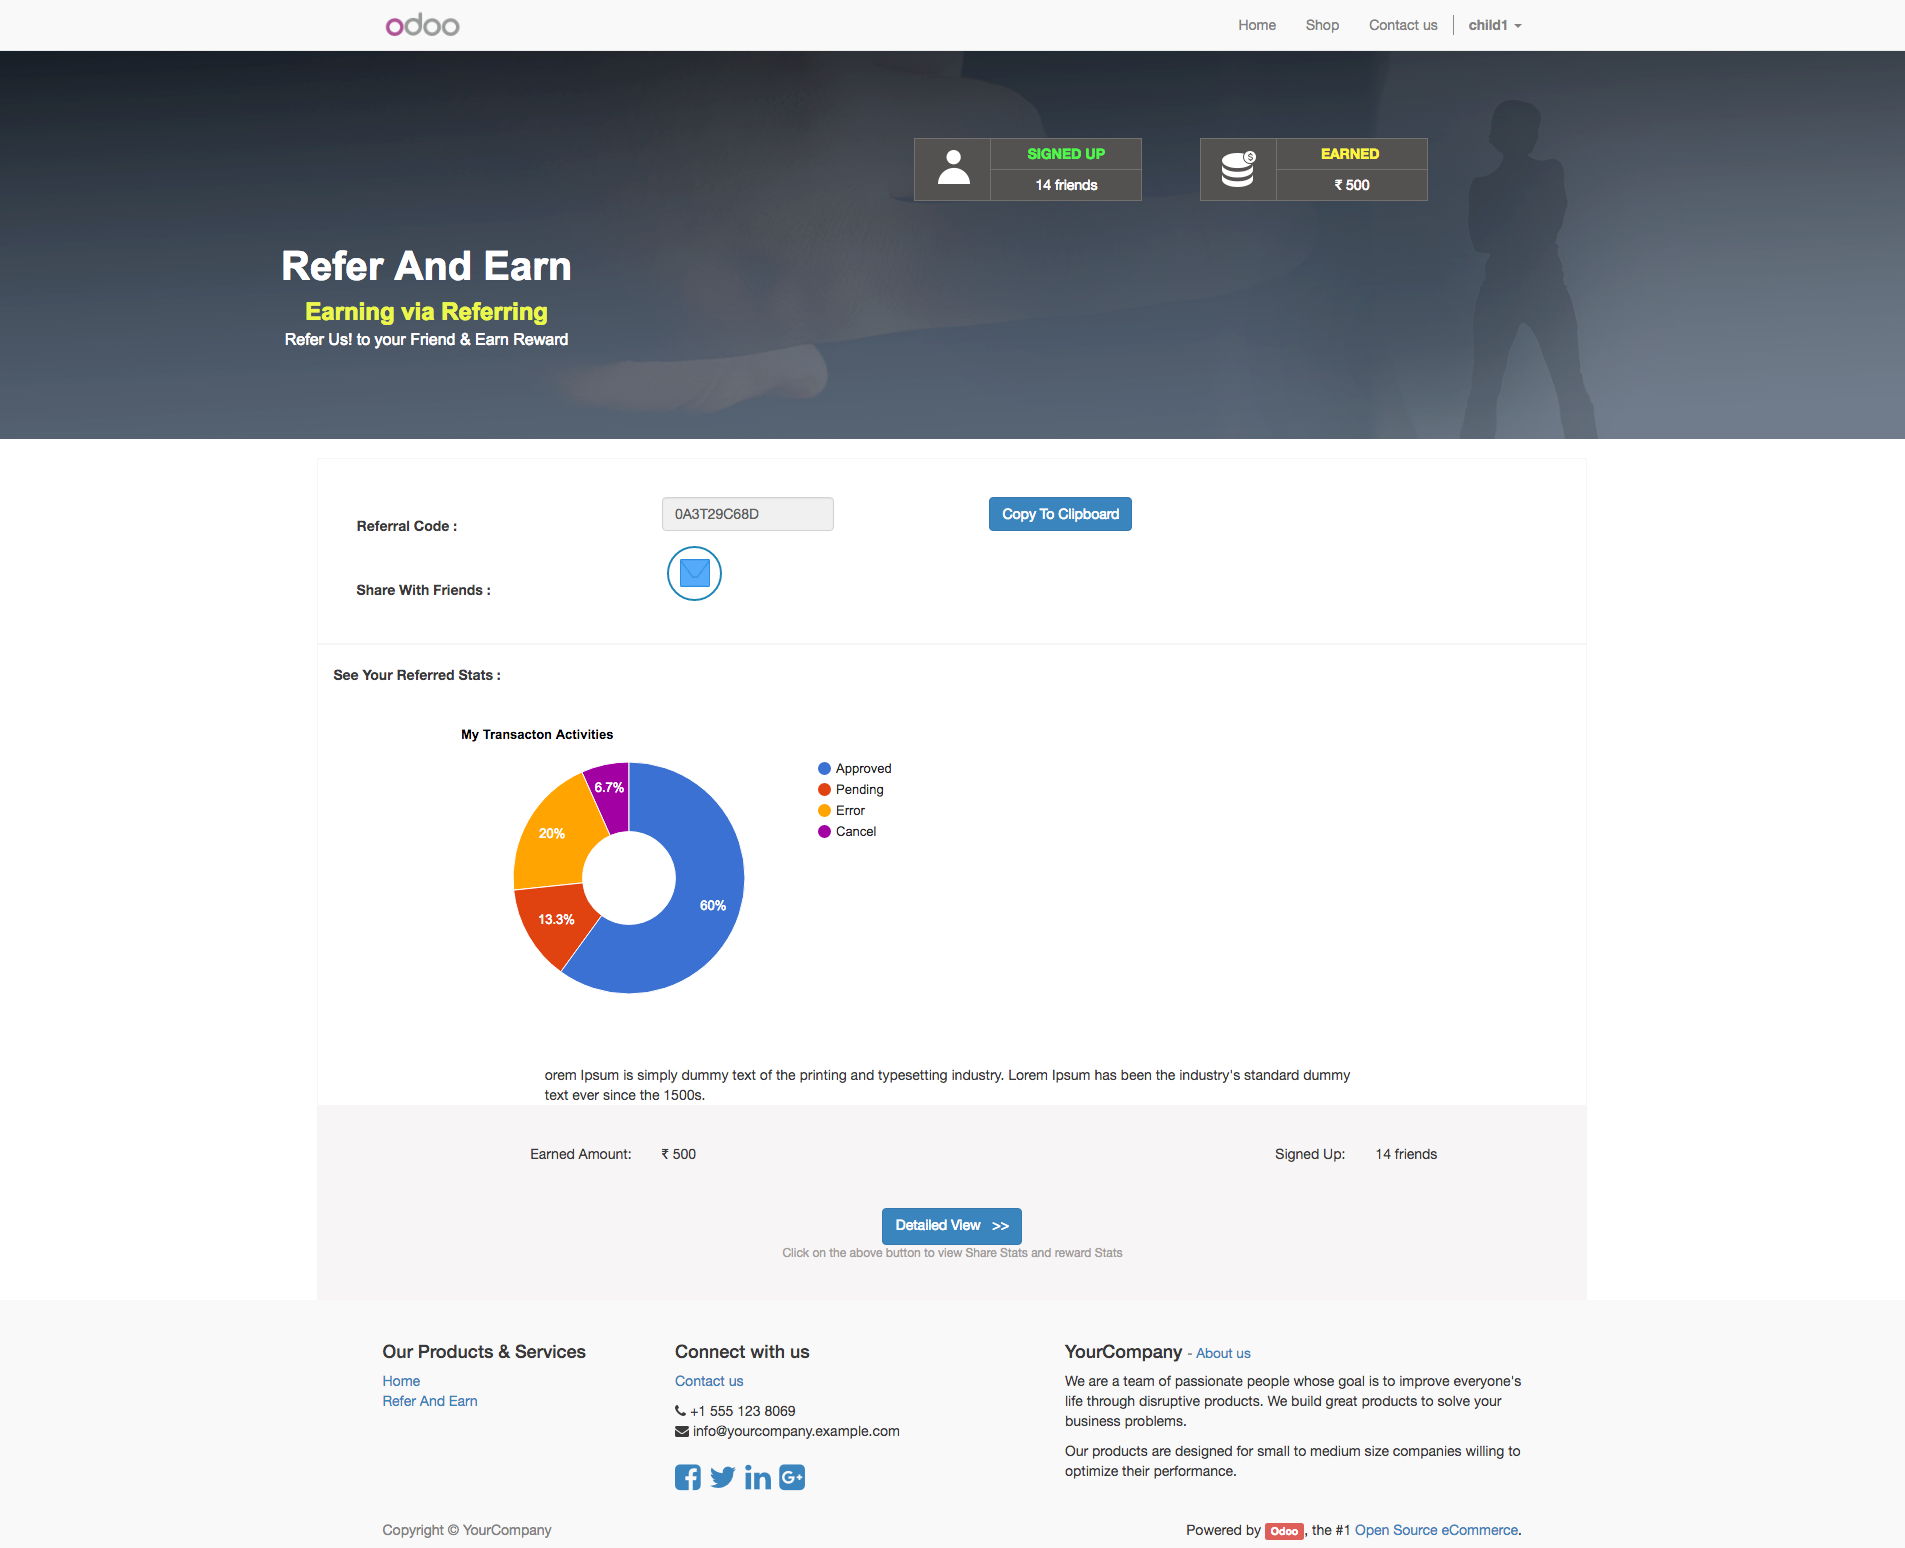 odoo
Home Shop Contact us child1
SIGNED UP
14 friends
EARNED
₹ 500
Refer And Earn
Earning via Referring
Refer Us! to your Friend & Earn Reward
Referral Code : 0A3T29C68D Copy To Clipboard
Share With Friends :
See Your Referred Stats :
My Transacton Activities
6.7%
20%
13.3%
60%
Approved
Pending
Error
Cancel
orem Ipsum is simply dummy text of the printing and typesetting industry. Lorem Ipsum has been the industry's standard dummy
text ever since the 1500s.
Earned Amount: ₹ 500 Signed Up: 14 friends
Detailed View >>
Click on the above button to view Share Stats and reward Stats
Our Products & Services
Home
Refer And Earn
Connect with us
Contact us
+1 555 123 8069
info@yourcompany.example.com
YourCompany - About us
We are a team of passionate people whose goal is to improve everyone's
life through disruptive products. We build great products to solve your
business problems.
Our products are designed for small to medium size companies willing to
optimize their performance.
Copyright © YourCompany
Powered by Odoo, the #1 Open Source eCommerce.